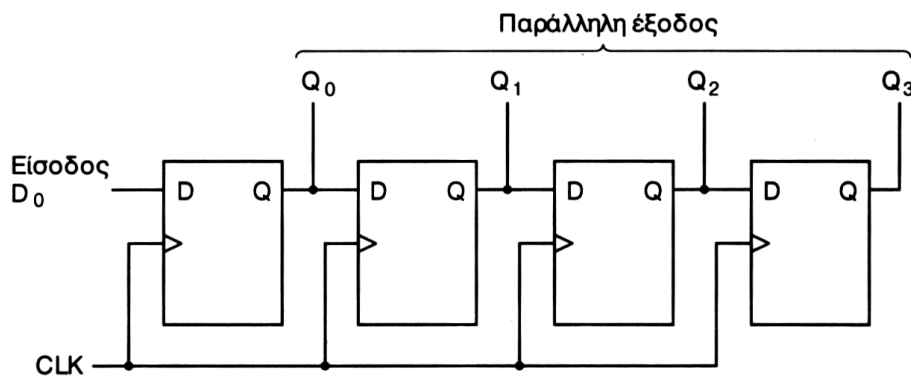 Παράλληλη έξοδος
Q0 Q1 Q2 Q3
Είσοδος
D0
D Q D Q D Q D Q
CLK